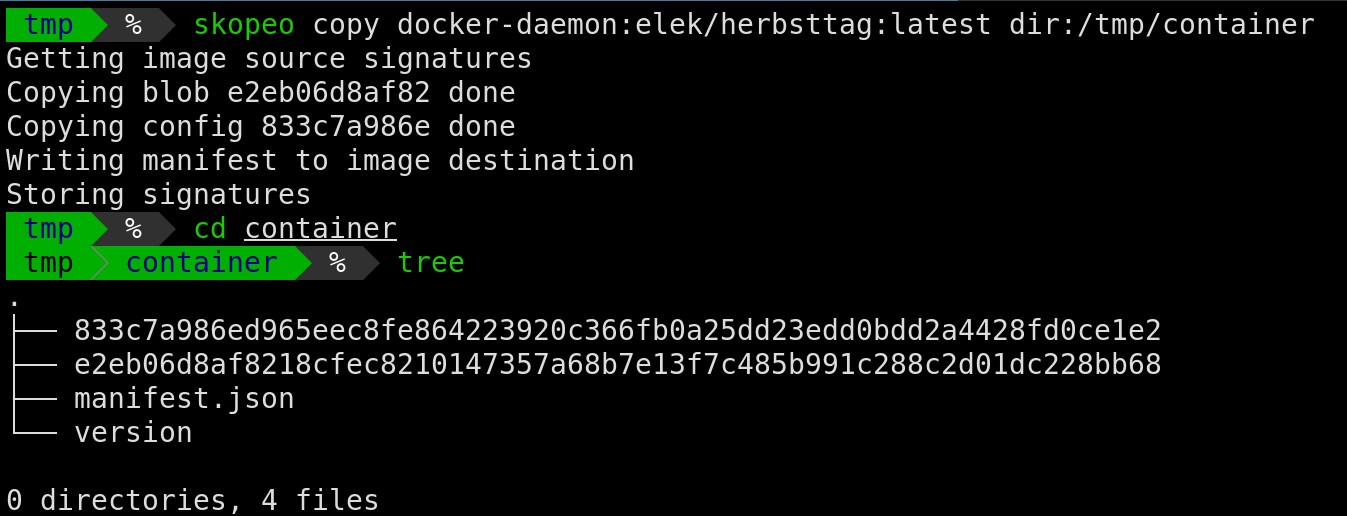 tmp % skopeo copy docker-daemon:elek/herbsttag:latest dir:/tmp/container
Getting image source signatures
Copying blob e2eb06d8af82 done
Copying config 833c7a986e done
Writing manifest to image destination
Storing signatures
tmp % cd container
tmp container % tree
.
├── 833c7a986ed965eec8fe864223920c366fb0a25dd23edd0bdd2a4428fd0ce1e2
├── e2eb06d8af8218cfec8210147357a68b7e13f7c485b991c288c2d01dc228bb68
├── manifest.json
└── version
0 directories, 4 files